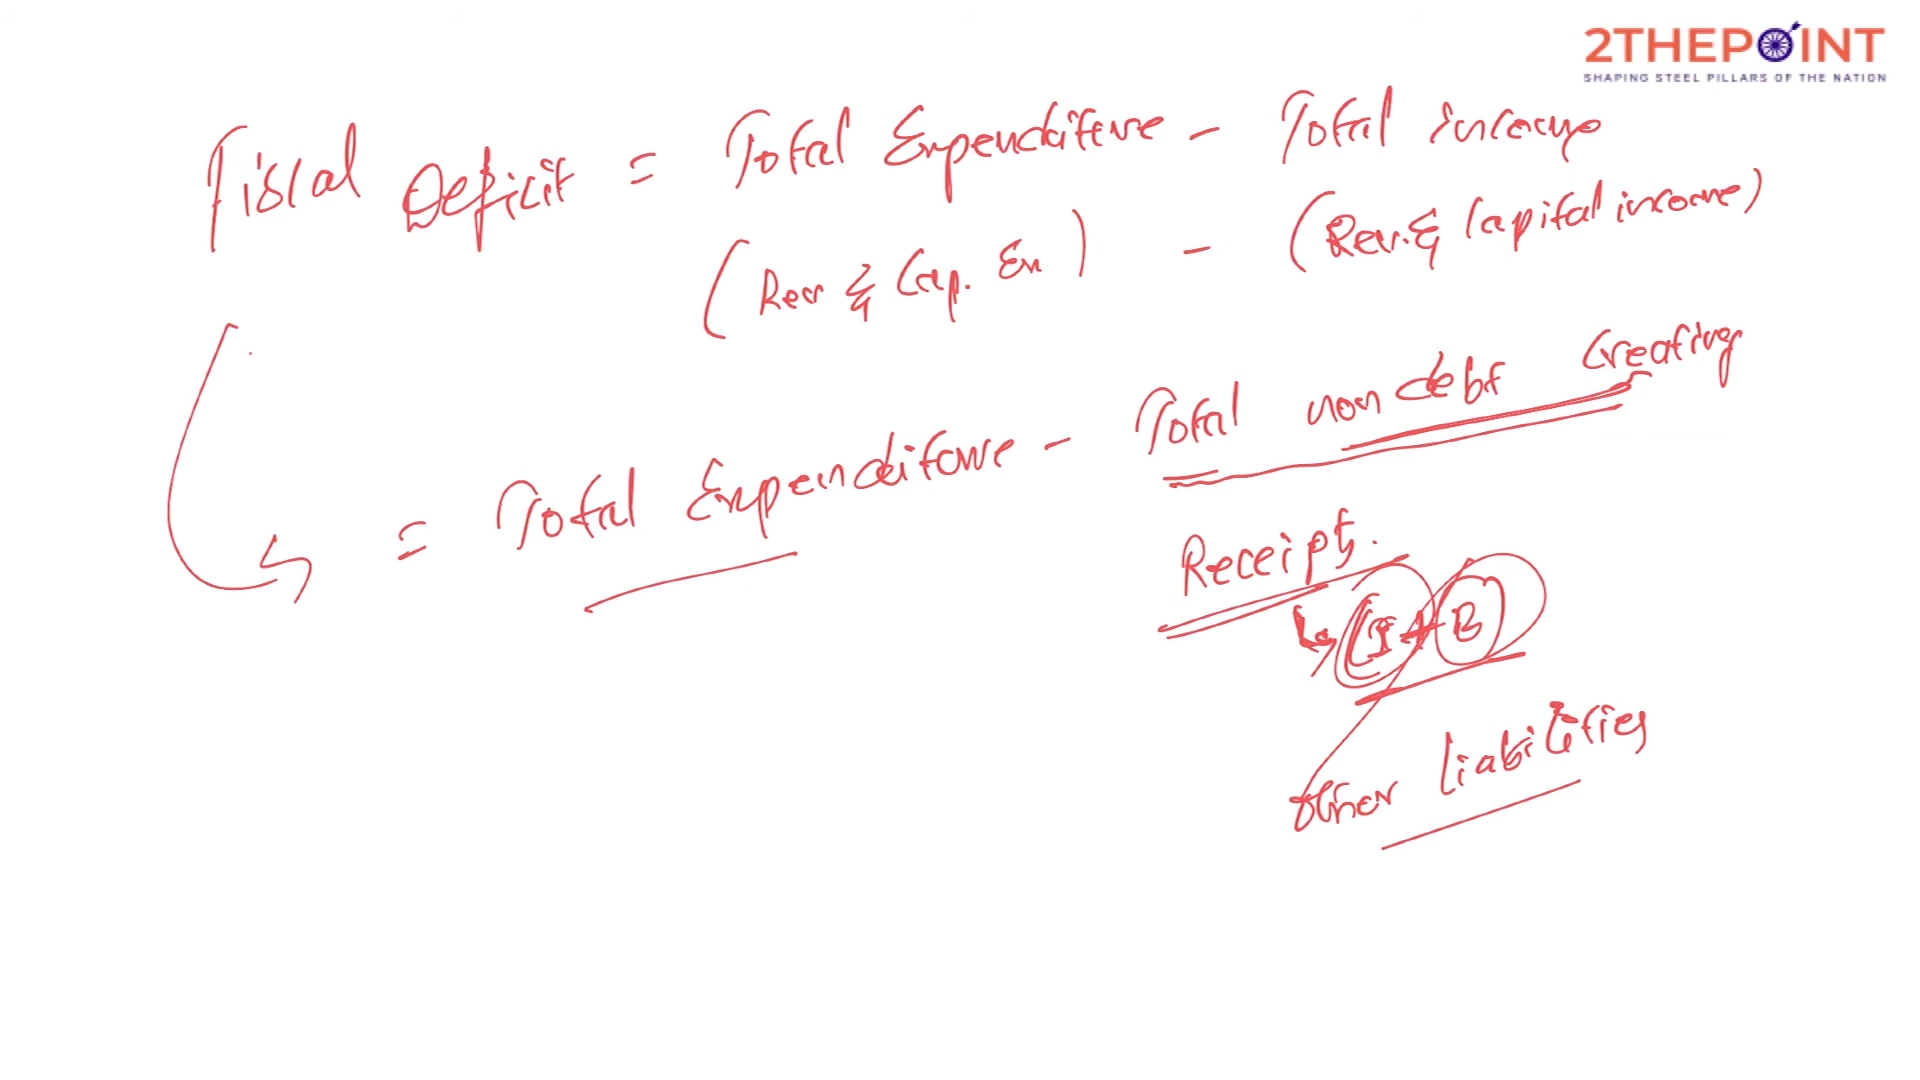 2THEPOINT
SHAPING STEEL PILLARS OF THE NATION
Fiscal Deficit = Total Expenditure - Total income
(Rev & Cap. Ex) - (Rev. & Capital income)
= Total Expenditure - Total non debt Creating
Receipts.
(I + B)
other liabilities